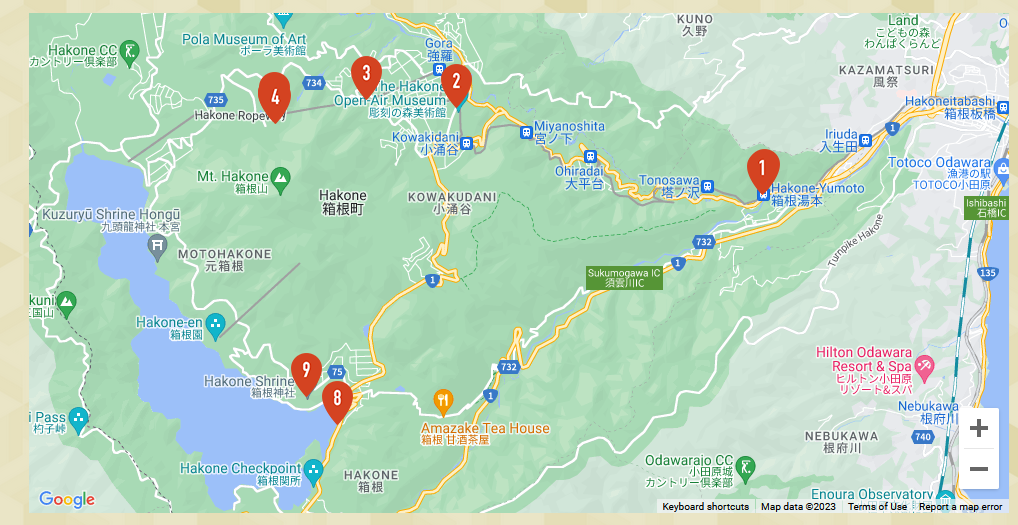 KUNO
久野
Land
こどもの森
わんぱくらんど
Pola Museum of Art
ポーラ美術館
Hakone CC
カントリー倶楽部
Gora
強羅
KAZAMATSURI
風祭
734
735
3
2
4
The Hakone
Open-Air Museum
彫刻の森美術館
Hakone Ropeway
Hakoneitabashi
箱根板橋
1
Miyanoshita
宮ノ下
Kowakidani
小涌谷
Iriuda
入生田
Ohiradai
大平台
1
Totoco Odawara
漁港の駅
TOTOCO小田原
Mt. Hakone
箱根山
Tonosawa
塔ノ沢
Hakone-Yumoto
箱根湯本
Hakone
箱根町
KOWAKUDANI
小涌谷
Ishibashi
石橋IC
Kuzuryū Shrine Hongū
九頭龍神社 本宮
MOTOHAKONE
元箱根
732
Turnpike Hakone
1
Sukumogawa IC
須雲川IC
1
135
kuni
三国山
Hakone-en
箱根園
Hilton Odawara
Resort & Spa
ヒルトン小田原
リゾート&スパ
732
9
75
Hakone Shrine
箱根神社
8
1
i Pass
杓子峠
Amazake Tea House
箱根 甘酒茶屋
Nebukawa
根府川
NEBUKAWA
根府川
740
Hakone Checkpoint
箱根関所
HAKONE
箱根
Odawarajo CC
小田原城
カントリー倶楽部
Enoura Observatory
Google
Keyboard shortcuts
Map data ©2023
Terms of Use
Report a map error